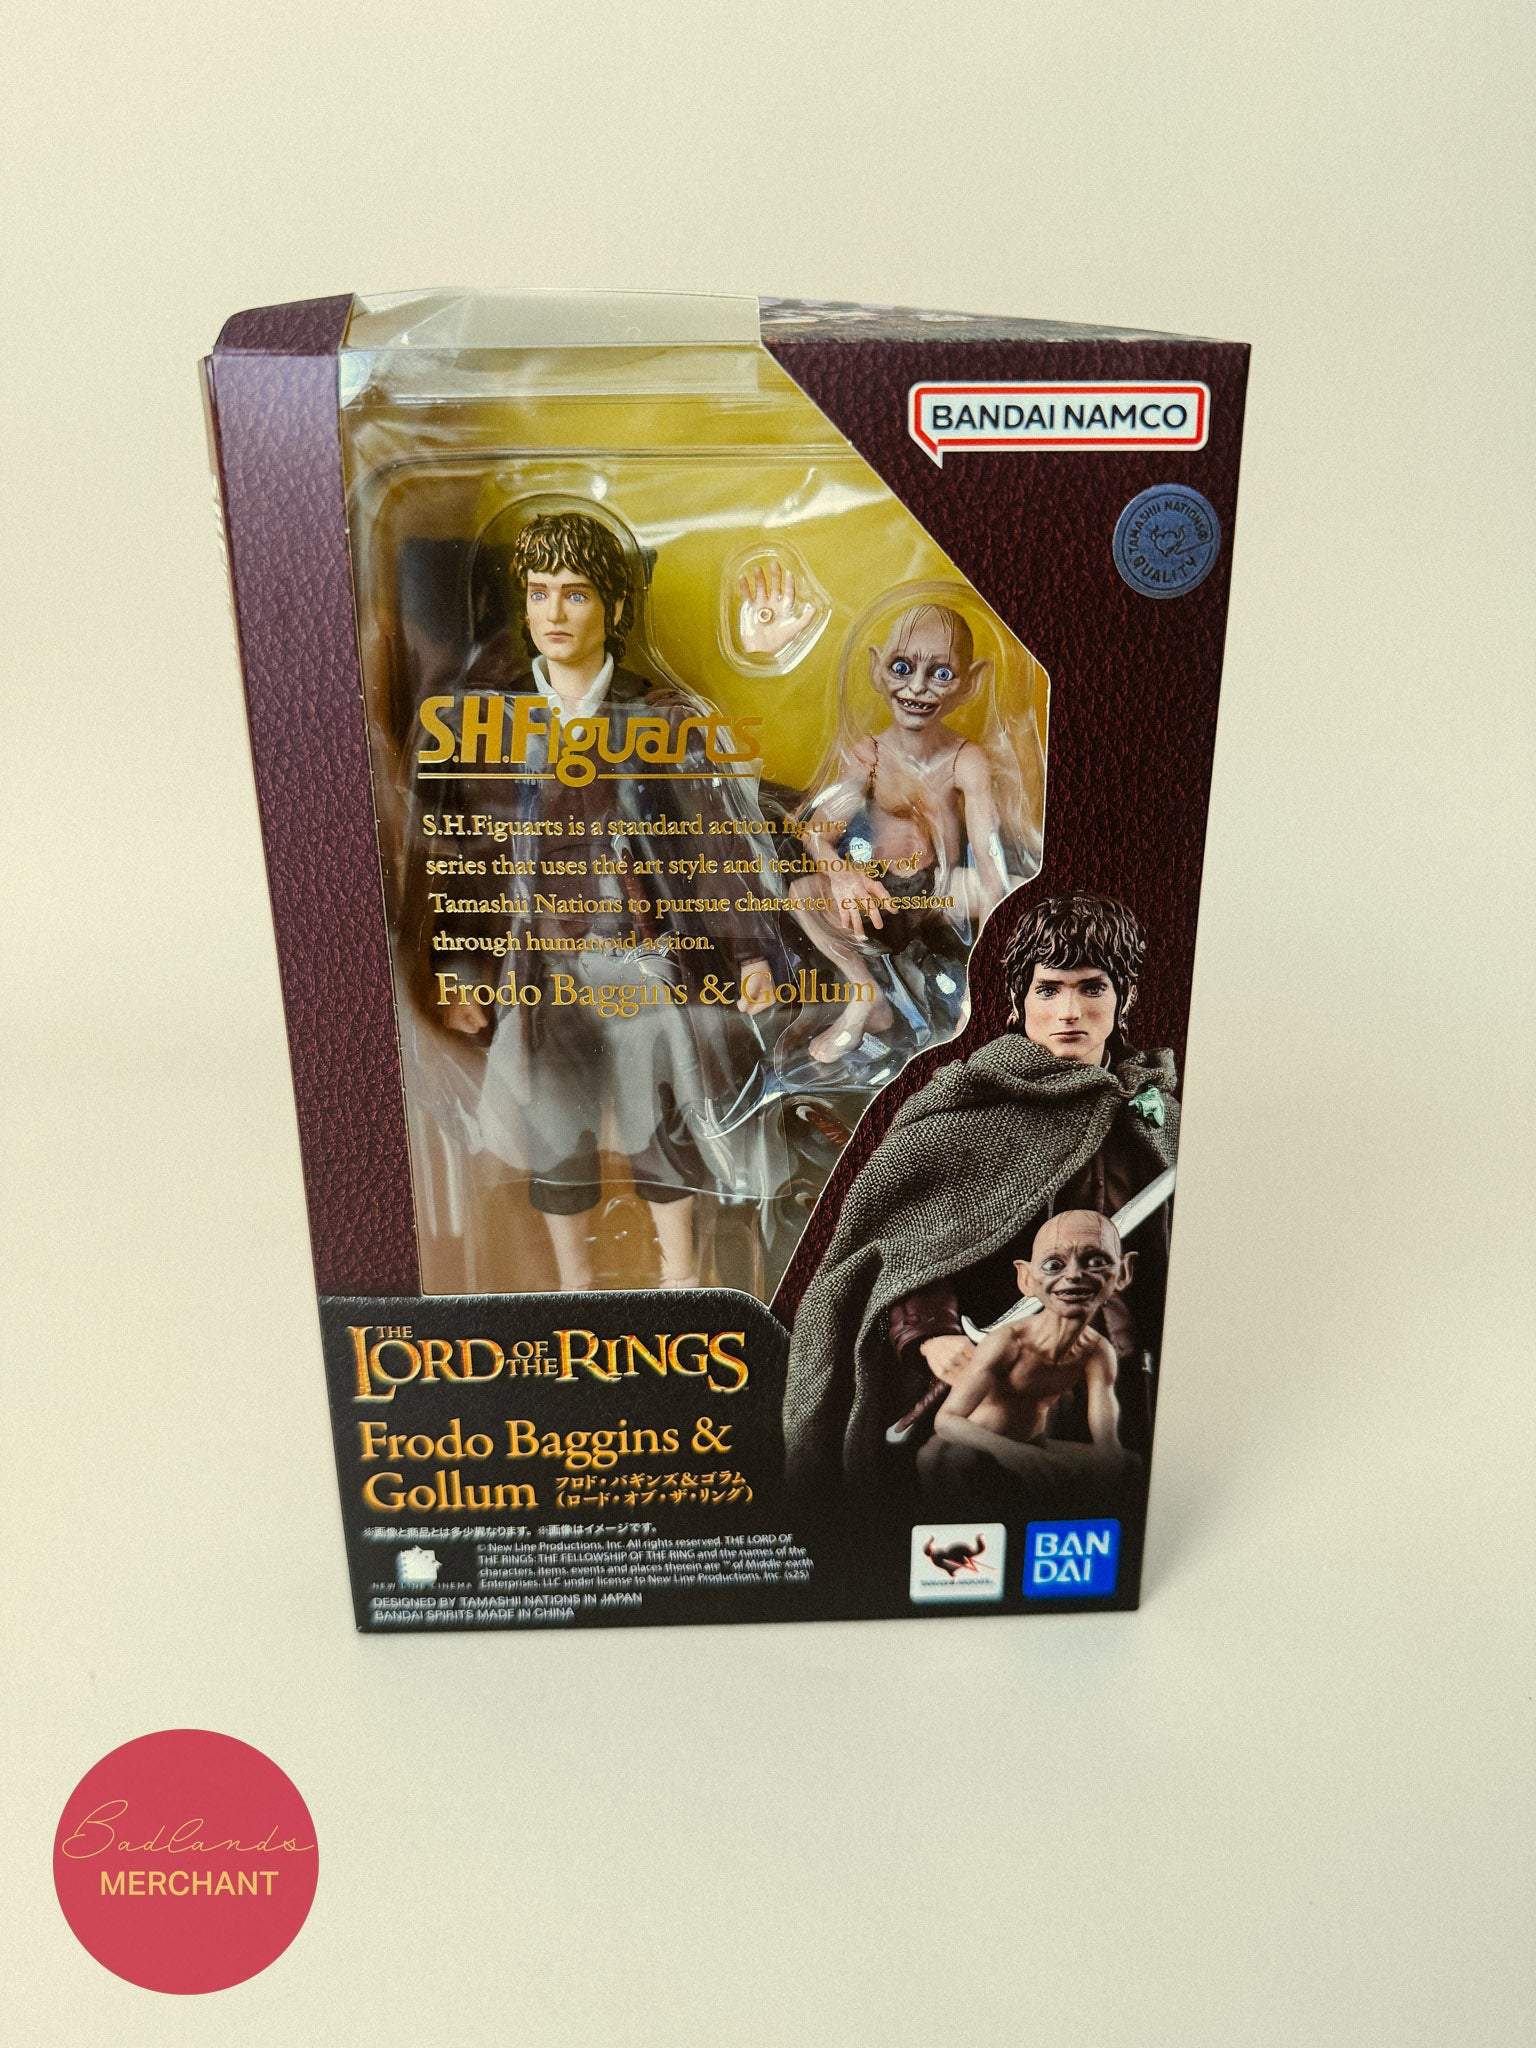 BANDAI NAMCO
TAMASHII NATIONS®
QUALITY
S.H.Figuarts
S.H.Figuarts is a standard action figure
series that uses the art style and technology of
Tamashii Nations to pursue character expression
through humanoid action.
Frodo Baggins & Gollum
THE LORD OF THE RINGS
Frodo Baggins &
Gollum
フロド・バギンズ&ゴラム
(ロード・オブ・ザ・リング)
※画像と商品とは多少異なります。※画像はイメージです。
© New Line Productions, Inc. All rights reserved. THE LORD OF
THE RINGS: THE FELLOWSHIP OF THE RING and the names of the
characters, items, events and places therein are ™ of Middle-earth
Enterprises, LLC under license to New Line Productions, Inc. (s25)
NEW LINE CINEMA
DESIGNED BY TAMASHII NATIONS IN JAPAN
BANDAI SPIRITS MADE IN CHINA
BAN
DAI
Badlands
MERCHANT